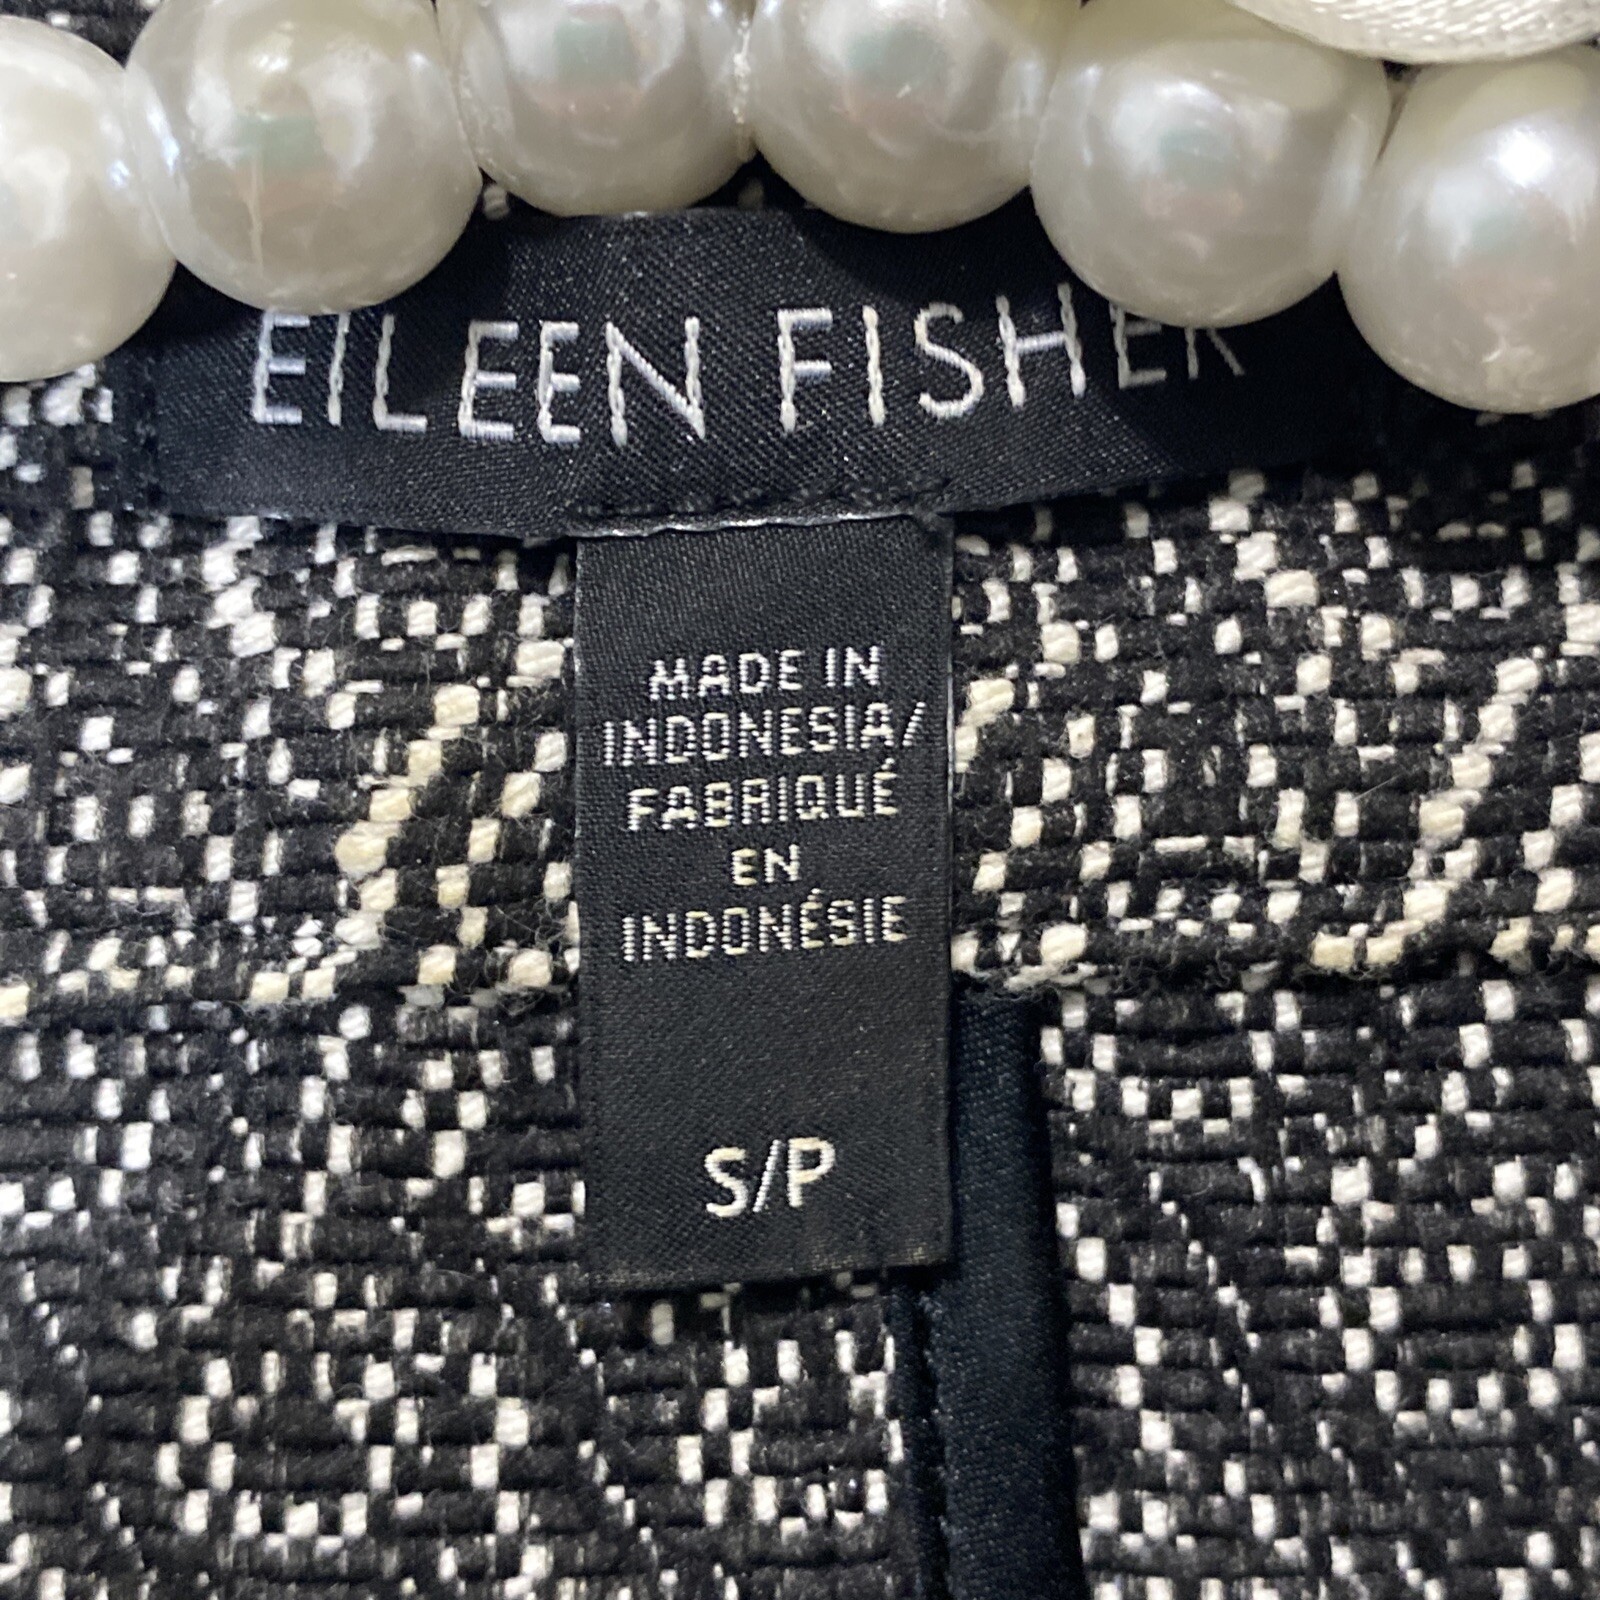 EILEEN FISHER
MADE IN
INDONESIA/
FABRIQUÉ
EN
INDONÉSIE
S/P